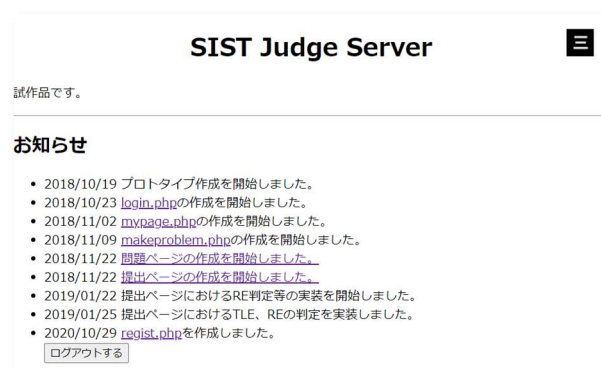 SIST Judge Server
三
試作品です。
お知らせ
2018/10/19 プロトタイプ作成を開始しました。
2018/10/23 login.phpの作成を開始しました。
2018/11/02 mypage.phpの作成を開始しました。
2018/11/09 makeproblem.phpの作成を開始しました。
2018/11/22 問題ページの作成を開始しました。
2018/11/22 提出ページの作成を開始しました。
2019/01/22 提出ページにおけるRE判定等の実装を開始しました。
2019/01/25 提出ページにおけるTLE、REの判定を実装しました。
2020/10/29 regist.phpを作成しました。
ログアウトする